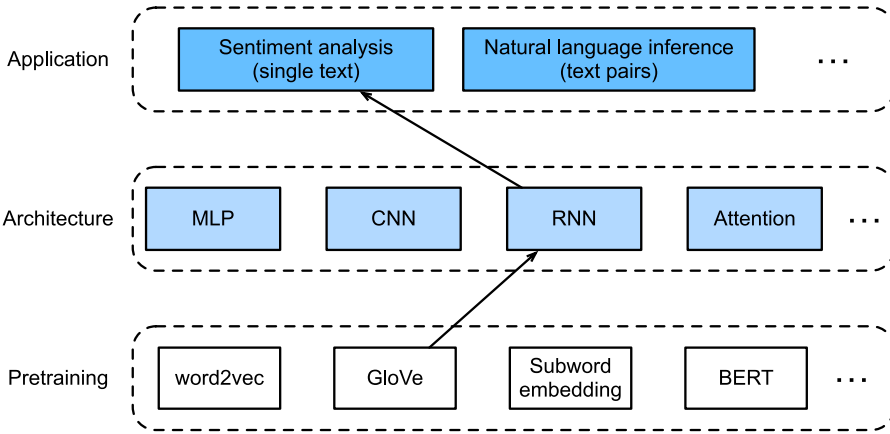 Application
Sentiment analysis
(single text)
Natural language inference
(text pairs)
...
Architecture
MLP
CNN
RNN
Attention
...
Pretraining
word2vec
GloVe
Subword
embedding
BERT
...